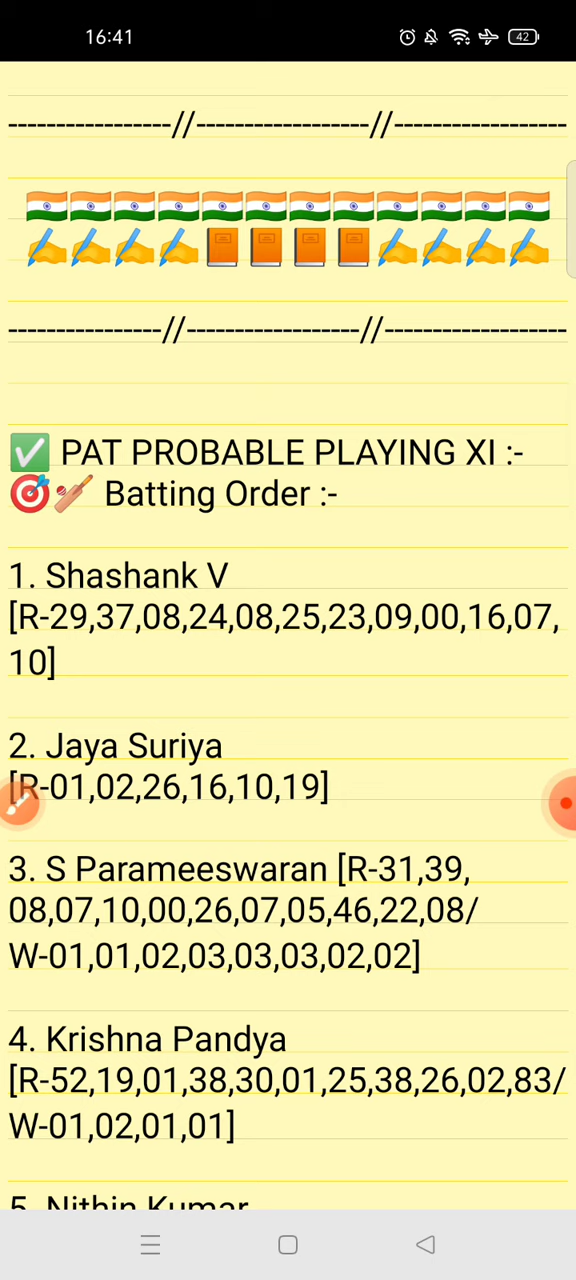 16:41
42
-----------------//------------------//------------------
🇮🇳🇮🇳🇮🇳🇮🇳🇮🇳🇮🇳🇮🇳🇮🇳🇮🇳🇮🇳🇮🇳🇮🇳
✍️✍️✍️✍️📙📙📙📙✍️✍️✍️✍️
----------------//------------------//-------------------
✅ PAT PROBABLE PLAYING XI :-
🎯🏏 Batting Order :-
1. Shashank V
[R-29,37,08,24,08,25,23,09,00,16,07,
10]
2. Jaya Suriya
[R-01,02,26,16,10,19]
3. S Parameeswaran [R-31,39,
08,07,10,00,26,07,05,46,22,08/
W-01,01,02,03,03,03,02,02]
4. Krishna Pandya
[R-52,19,01,38,30,01,25,38,26,02,83/
W-01,02,01,01]
5. Nithin Kumar